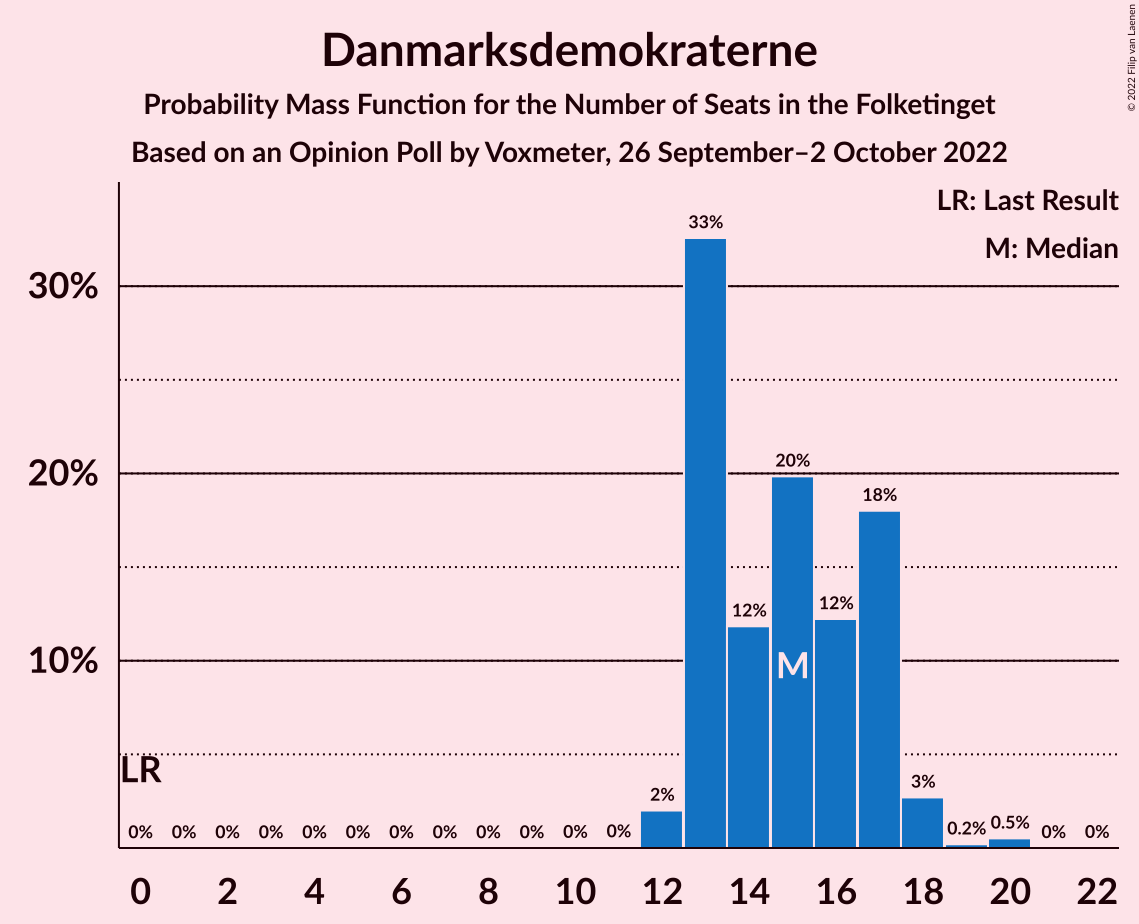 Danmarksdemokraterne
Probability Mass Function for the Number of Seats in the Folketinget
Based on an Opinion Poll by Voxmeter, 26 September–2 October 2022
© 2022 Filip van Laenen
LR: Last Result
M: Median
33%
30%
20%
20%
18%
12%
12%
10%
M
LR
2%
3%
0% 0% 0% 0% 0% 0% 0% 0% 0% 0% 0% 0% 0.2% 0.5% 0% 0%
0 2 4 6 8 10 12 14 16 18 20 22